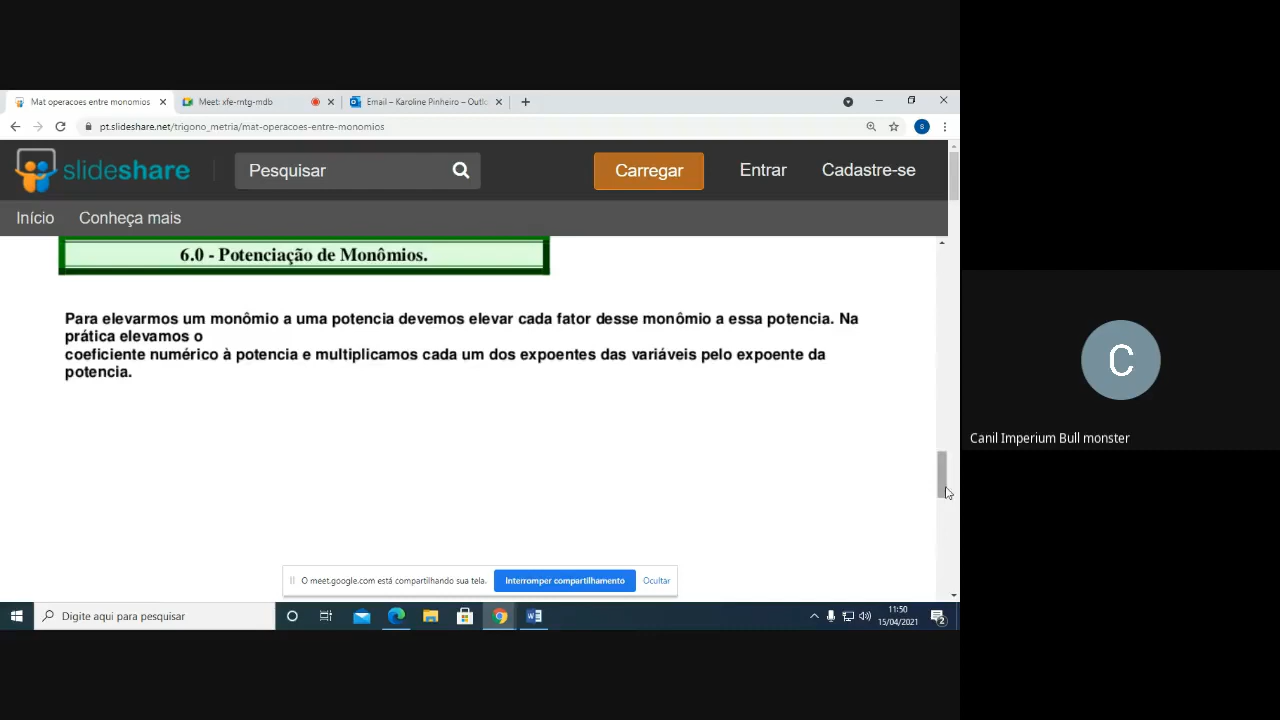 Mat operacoes entre monomios
Meet: xfe-mtg-mdb
Email – Karoline Pinheiro – Outlo
pt.slideshare.net/trigono_metria/mat-operacoes-entre-monomios
S
slideshare
Pesquisar
Carregar
Entrar
Cadastre-se
Início
Conheça mais
6.0 - Potenciação de Monômios.
Para elevarmos um monômio a uma potencia devemos elevar cada fator desse monômio a essa potencia. Na
prática elevamos o
coeficiente numérico à potencia e multiplicamos cada um dos expoentes das variáveis pelo expoente da
potencia.
C
Canil Imperium Bull monster
O meet.google.com está compartilhando sua tela.
Interromper compartilhamento
Ocultar
Digite aqui para pesquisar
11:50
15/04/2021
2